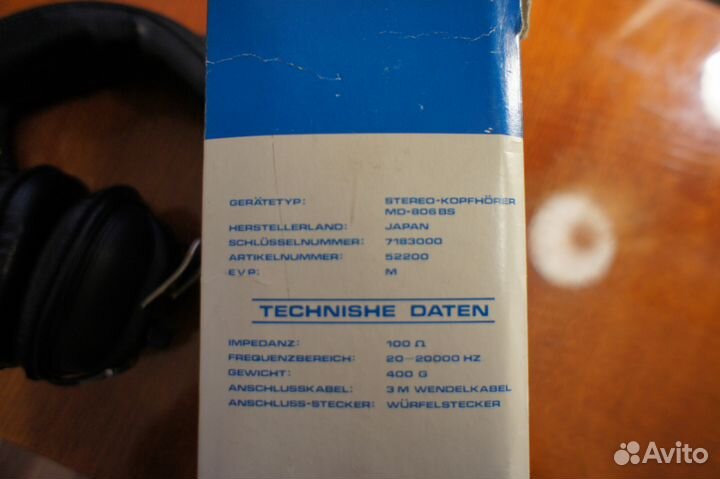 GERÄTETYP: STEREO-KOPFHÖRER
MD-806 BS
HERSTELLERLAND: JAPAN
SCHLÜSSELNUMMER: 7183000
ARTIKELNUMMER: 52200
EVP: M
TECHNISHE DATEN
IMPEDANZ: 100 Ω
FREQUENZBEREICH: 20-20000 HZ
GEWICHT: 400 G
ANSCHLUSSKABEL: 3 M WENDELKABEL
ANSCHLUSS-STECKER: WÜRFELSTECKER
Avito